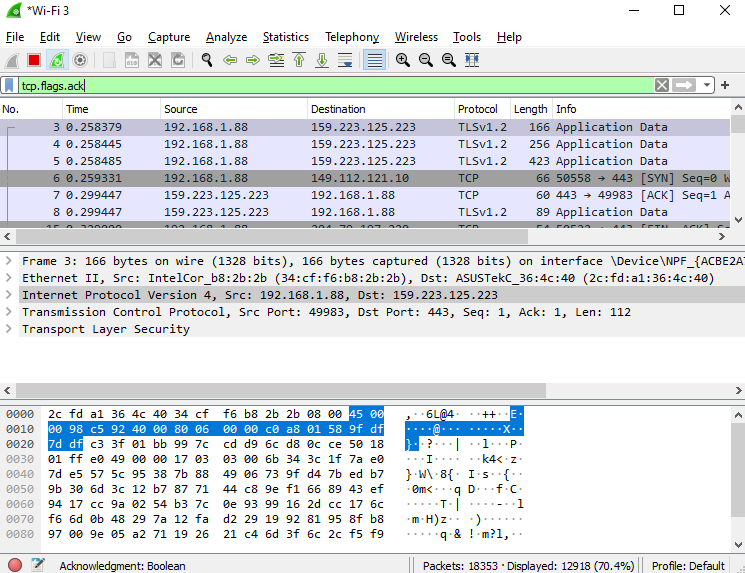 *Wi-Fi 3
File Edit View Go Capture Analyze Statistics Telephony Wireless Tools Help
tcp.flags.ack
No. Time Source Destination Protocol Length Info
3 0.258379 192.168.1.88 159.223.125.223 TLSv1.2 166 Application Data
4 0.258445 192.168.1.88 159.223.125.223 TLSv1.2 256 Application Data
5 0.258485 192.168.1.88 159.223.125.223 TLSv1.2 423 Application Data
6 0.259331 192.168.1.88 149.112.121.10 TCP 66 50558 → 443 [SYN] Seq=0 W
7 0.299447 159.223.125.223 192.168.1.88 TCP 60 443 → 49983 [ACK] Seq=1 A
8 0.299447 159.223.125.223 192.168.1.88 TLSv1.2 89 Application Data
Frame 3: 166 bytes on wire (1328 bits), 166 bytes captured (1328 bits) on interface \Device\NPF_{ACBE2A7
Ethernet II, Src: IntelCor_b8:2b:2b (34:cf:f6:b8:2b:2b), Dst: ASUSTekC_36:4c:40 (2c:fd:a1:36:4c:40)
Internet Protocol Version 4, Src: 192.168.1.88, Dst: 159.223.125.223
Transmission Control Protocol, Src Port: 49983, Dst Port: 443, Seq: 1, Ack: 1, Len: 112
Transport Layer Security
0000 2c fd a1 36 4c 40 34 cf f6 b8 2b 2b 08 00 45 00 ,··6L@4· ··++··E·
0010 00 98 c5 92 40 00 80 06 00 00 c0 a8 01 58 9f df ····@··· ·····X··
0020 7d df c3 3f 01 bb 99 7c cd d9 6c d8 0c ce 50 18 }··?···| ··l···P·
0030 01 ff e0 49 00 00 17 03 03 00 6b 34 3c 1f 7a e0 ···I···· ··k4<·z·
0040 7d e5 57 5c 95 38 7b 88 49 06 73 9f d4 7b ed b7 }·W\·8{· I·s··{··
0050 9b 30 6d 3c 12 b7 87 71 44 c8 9e f1 66 89 43 ef ·0m<···q D···f·C·
0060 94 17 cc 9a 02 54 b3 7c 0e 93 99 16 2d cc 17 6c ·····T·| ····-··l
0070 f6 6d 0b 48 29 7a 12 fa d2 29 19 92 81 95 8f b8 ·m·H)z·· ·)······
0080 97 00 9e 05 a2 71 19 26 21 c4 6d 3f 6c 2c f5 f9 ·····q·& !·m?l,··
Acknowledgment: Boolean Packets: 18353 · Displayed: 12918 (70.4%) Profile: Default